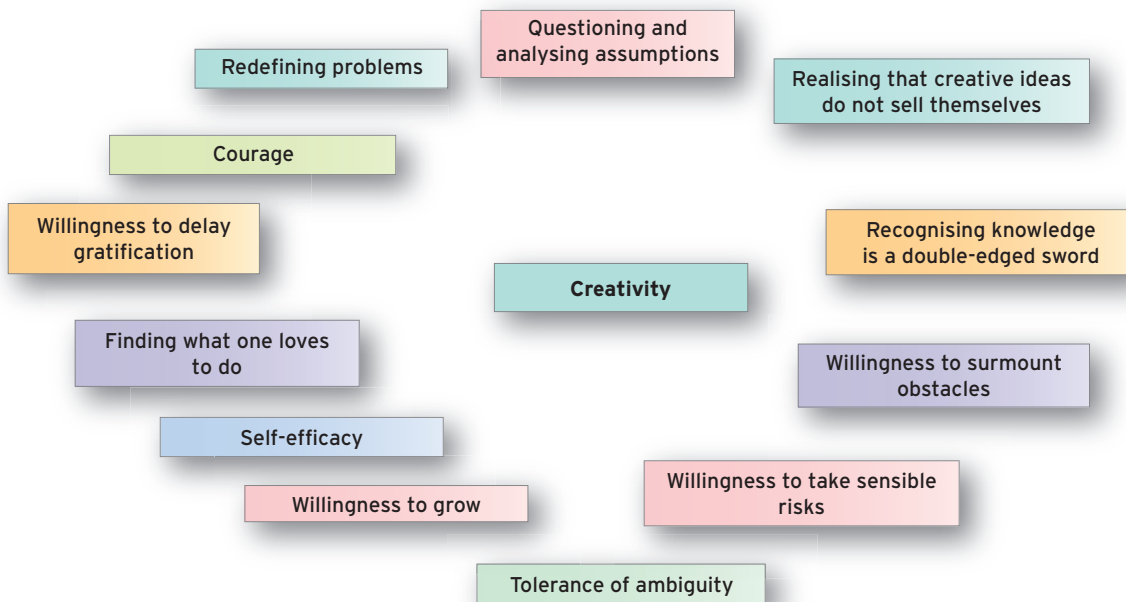 Questioning and
analysing assumptions
Redefining problems
Realising that creative ideas
do not sell themselves
Courage
Willingness to delay
gratification
Recognising knowledge
is a double-edged sword
Creativity
Finding what one loves
to do
Willingness to surmount
obstacles
Self-efficacy
Willingness to take sensible
risks
Willingness to grow
Tolerance of ambiguity